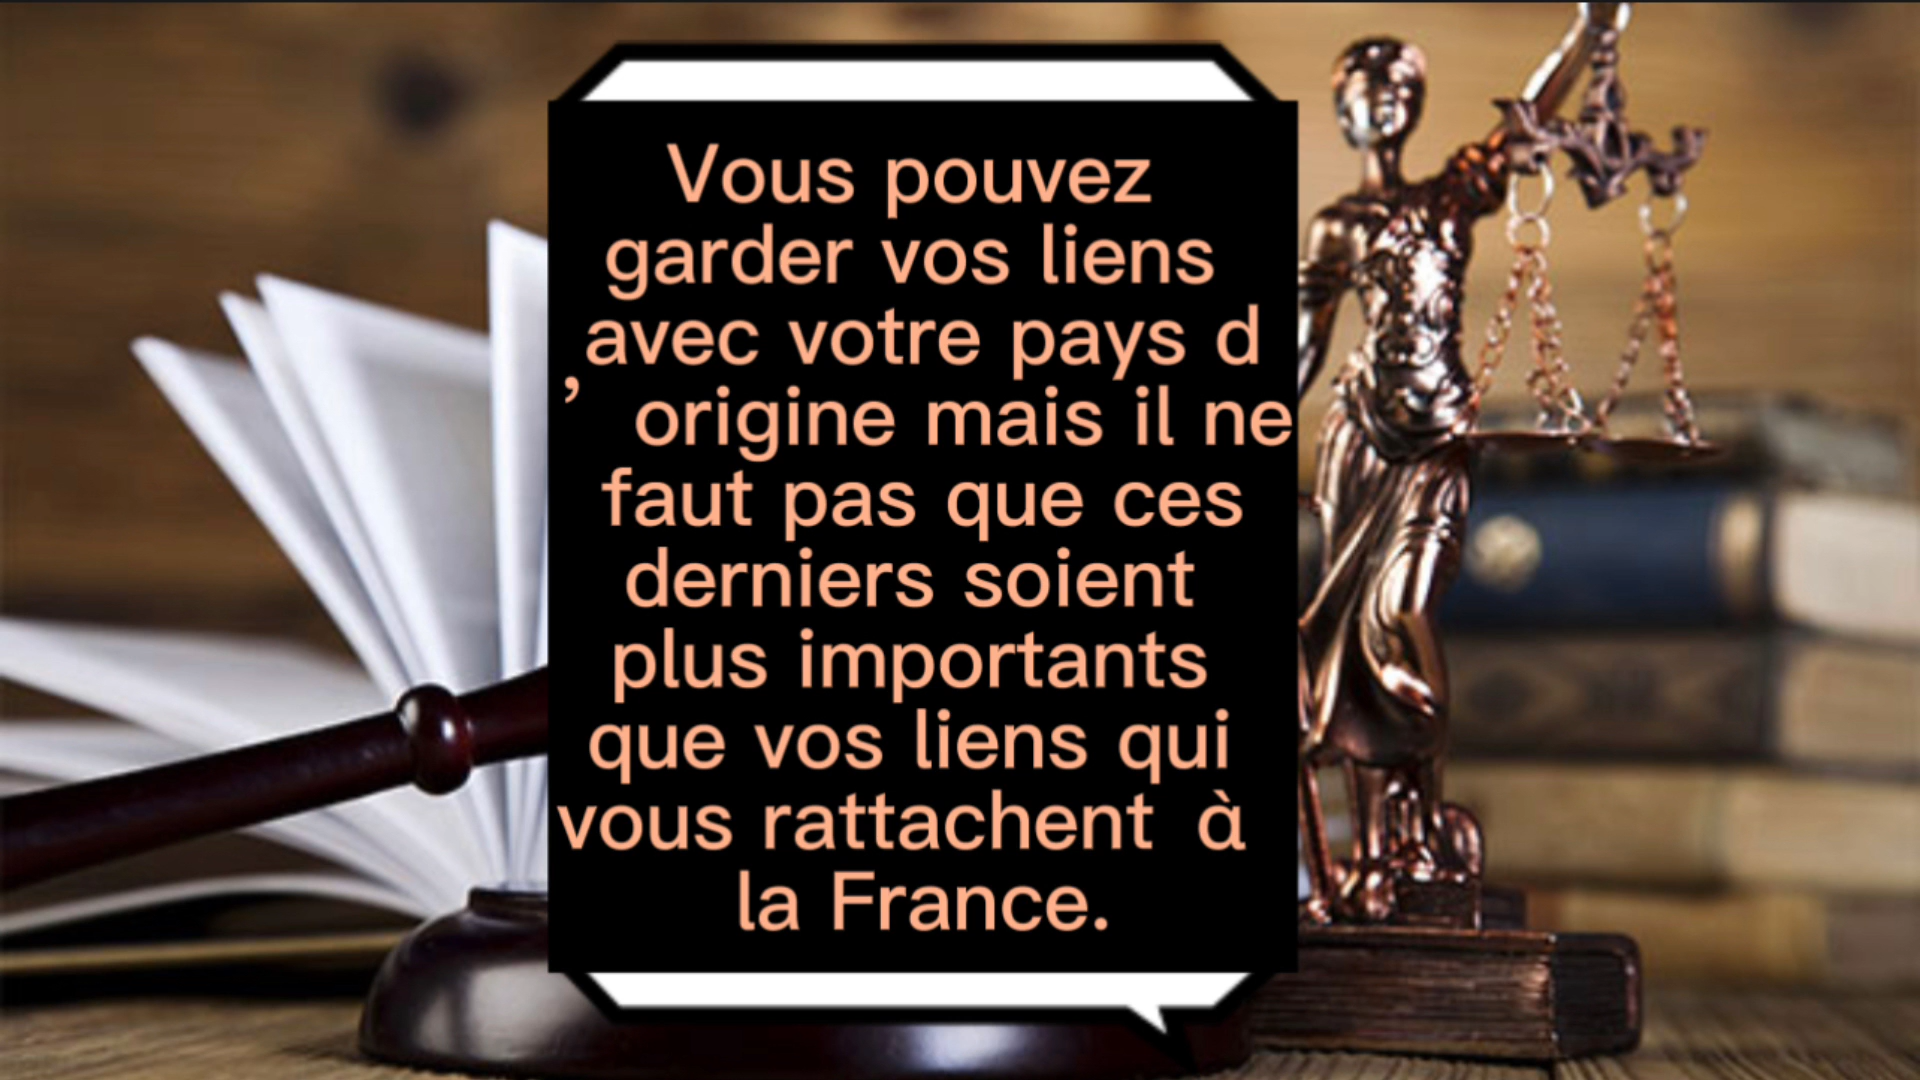 Vous pouvez
garder vos liens
avec votre pays d
’ origine mais il ne
faut pas que ces
derniers soient
plus importants
que vos liens qui
vous rattachent à
la France.